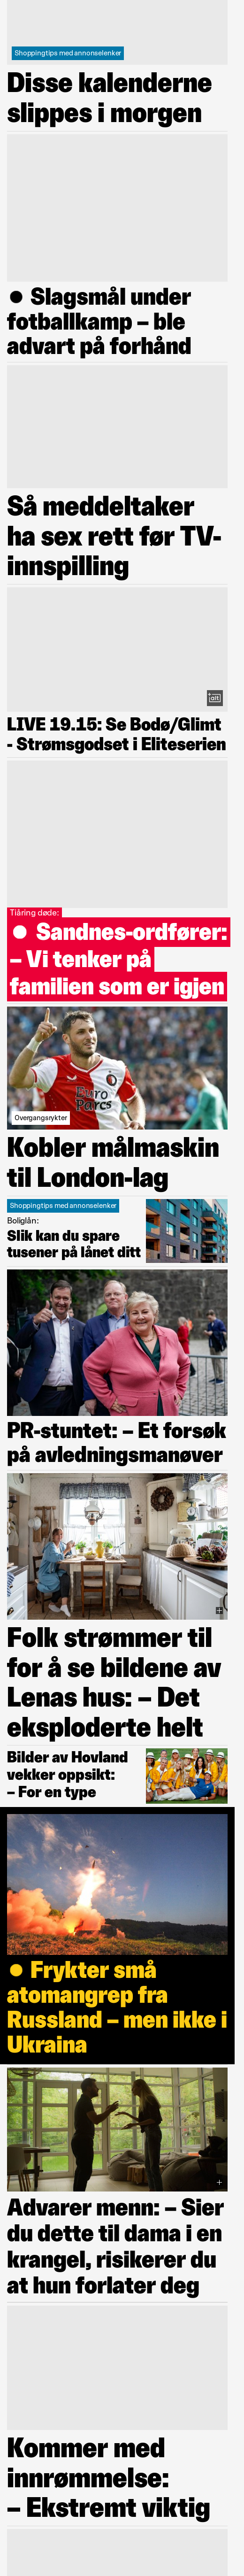 Shoppingtips med annonselenker
Disse kalenderne
slippes i morgen
● Slagsmål under
fotballkamp – ble
advart på forhånd
Så meddeltaker
ha sex rett før TV-
innspilling
+alt
LIVE 19.15: Se Bodø/Glimt
- Strømsgodset i Eliteserien
Tiåring døde:
● Sandnes-ordfører:
– Vi tenker på
familien som er igjen
EURO
PARCS
Overgangsrykter
Kobler målmaskin
til London-lag
Shoppingtips med annonselenker
Boliglån:
Slik kan du spare
tusener på lånet ditt
PR-stuntet: – Et forsøk
på avledningsmanøver
Folk strømmer til
for å se bildene av
Lenas hus: – Det
eksploderte helt
Bilder av Hovland
vekker oppsikt:
– For en type
● Frykter små
atomangrep fra
Russland – men ikke i
Ukraina
Advarer menn: – Sier
du dette til dama i en
krangel, risikerer du
at hun forlater deg
Kommer med
innrømmelse:
– Ekstremt viktig